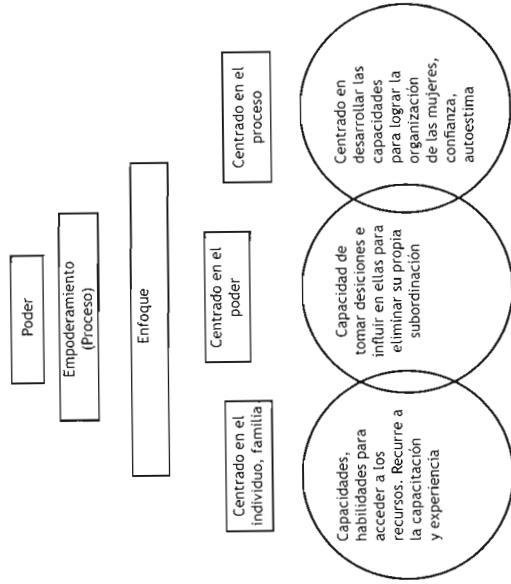 Poder
Empoderamiento
(Proceso)
Enfoque
Centrado en el
individuo, familia
Centrado en el
poder
Centrado en el
proceso
Capacidades,
habilidades para
acceder a los
recursos. Recurre a
la capacitación
y experiencia
Capacidad de
tomar desiciones e
influir en ellas para
eliminar su propia
subordinación
Centrado en
desarrollar las
capacidades
para lograr la
organización
de las mujeres,
confianza,
autoestima